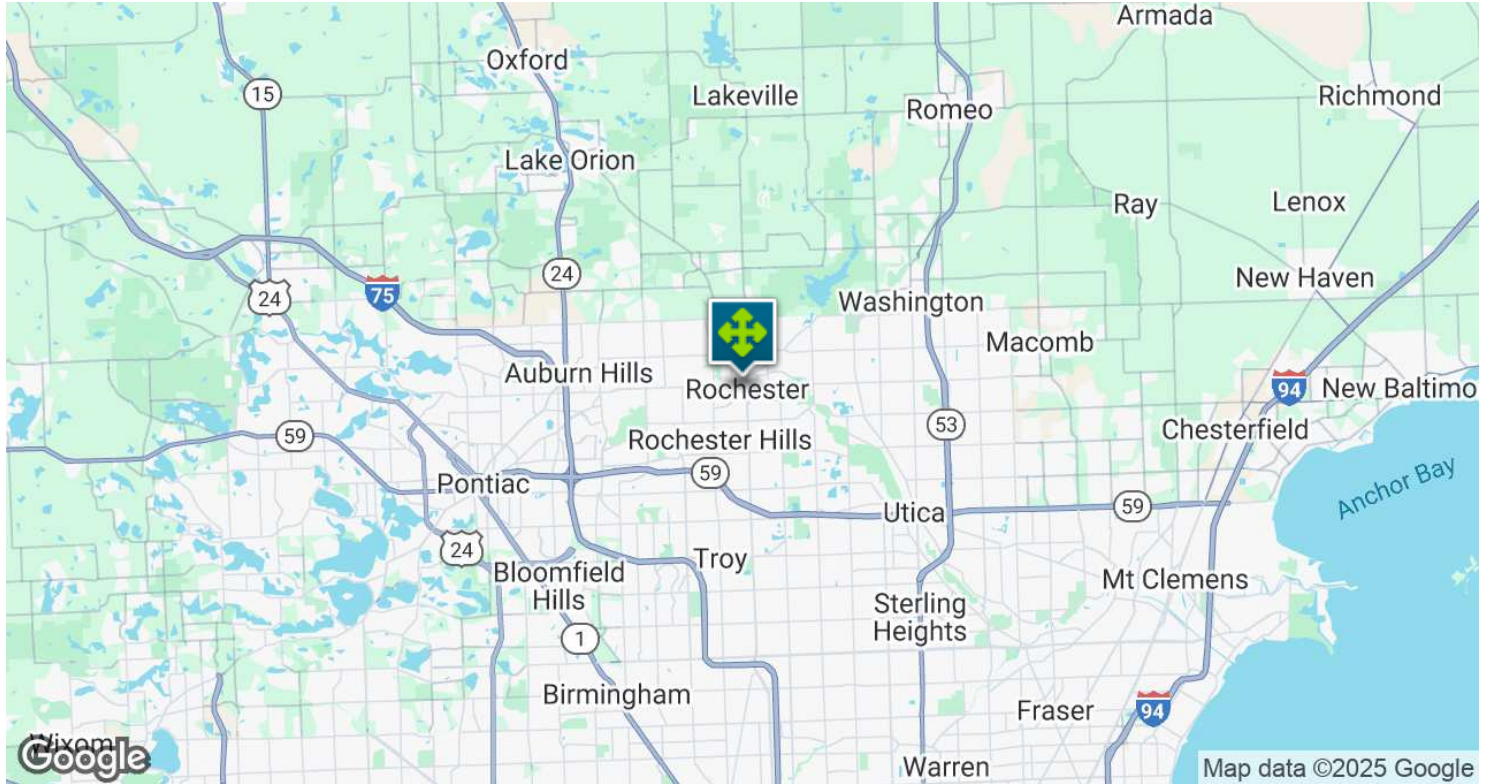 Armada
Oxford
15
Lakeville
Richmond
Romeo
Lake Orion
Ray
Lenox
24
New Haven
24
75
Washington
Macomb
Auburn Hills
Rochester
94
New Baltimo
53
Chesterfield
59
Rochester Hills
59
Pontiac
Anchor Bay
Utica
59
24
Troy
Bloomfield
Hills
Mt Clemens
Sterling
Heights
1
Birmingham
Fraser
94
Wixom
Google
Warren
Map data ©2025 Google